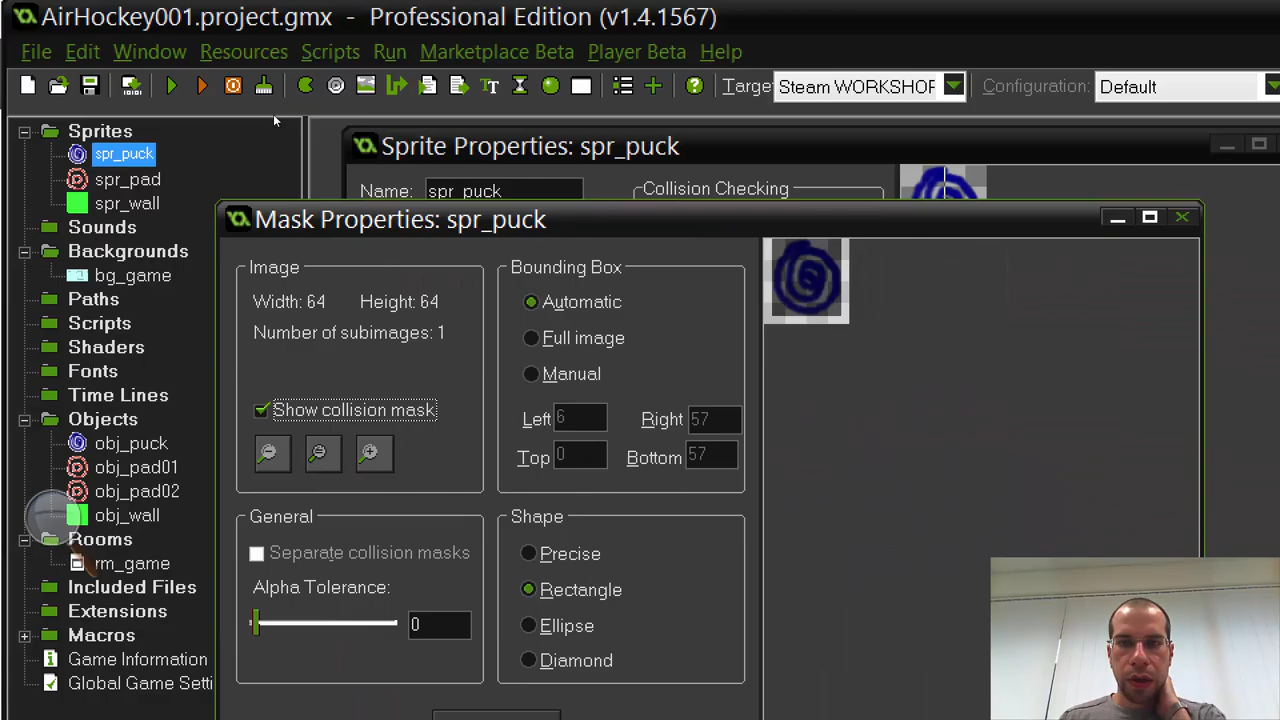 AirHockey001.project.gmx - Professional Edition (v1.4.1567)
File Edit Window Resources Scripts Run Marketplace Beta Player Beta Help
Target Steam WORKSHOP Configuration: Default
Sprites
spr_puck
spr_pad
spr_wall
Sounds
Backgrounds
bg_game
Paths
Scripts
Shaders
Fonts
Time Lines
Objects
obj_puck
obj_pad01
obj_pad02
obj_wall
Rooms
rm_game
Included Files
Extensions
Macros
Game Information
Global Game Setti
Sprite Properties: spr_puck
Name: spr_puck
Collision Checking
Mask Properties: spr_puck
Image
Width: 64 Height: 64
Number of subimages: 1
Show collision mask
General
Separate collision masks
Alpha Tolerance:
0
Bounding Box
Automatic
Full image
Manual
Left 6 Right 57
Top 0 Bottom 57
Shape
Precise
Rectangle
Ellipse
Diamond